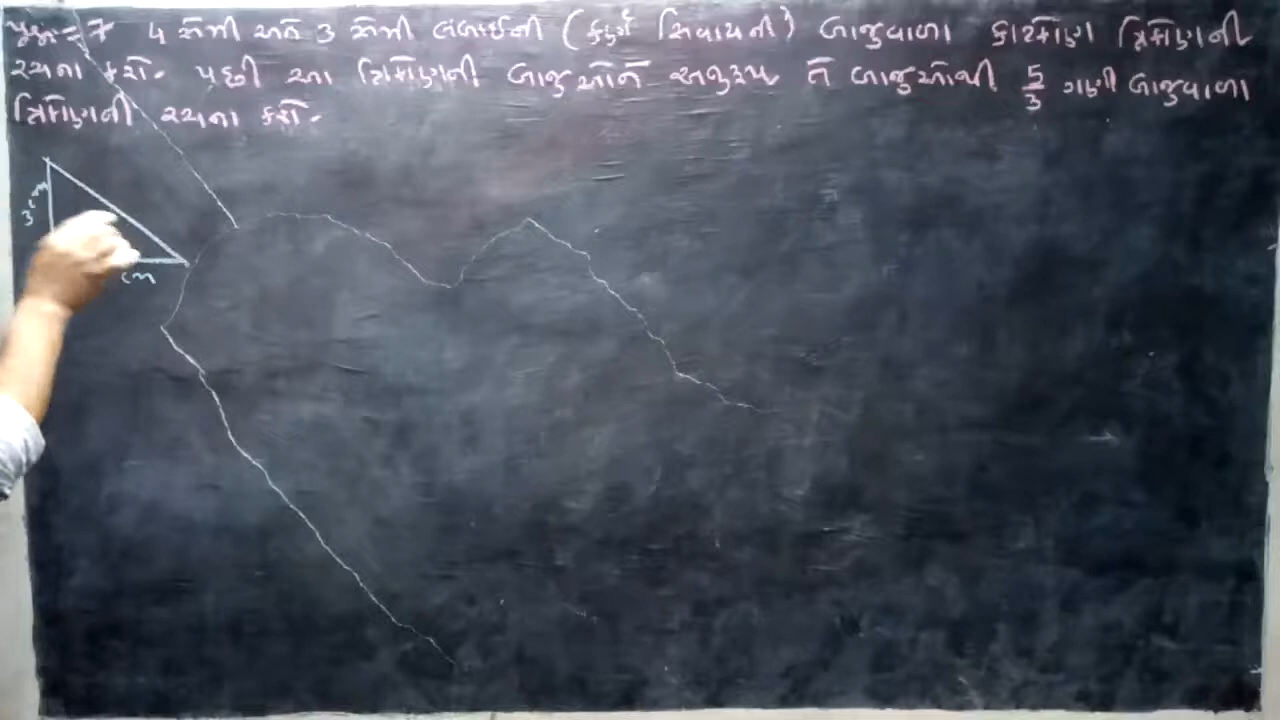 પ્રશ્ન:- 7 4 સેમી અને 3 સેમી લંબાઈની (કર્ણ સિવાયની) બાજુવાળા કાટકોણ ત્રિકોણની
રચના કરો. પછી આ ત્રિકોણની બાજુઓને અનુરૂપ તે બાજુઓથી 5/3 ગણી બાજુવાળા
ત્રિકોણની રચના કરો.
3 cm
cm